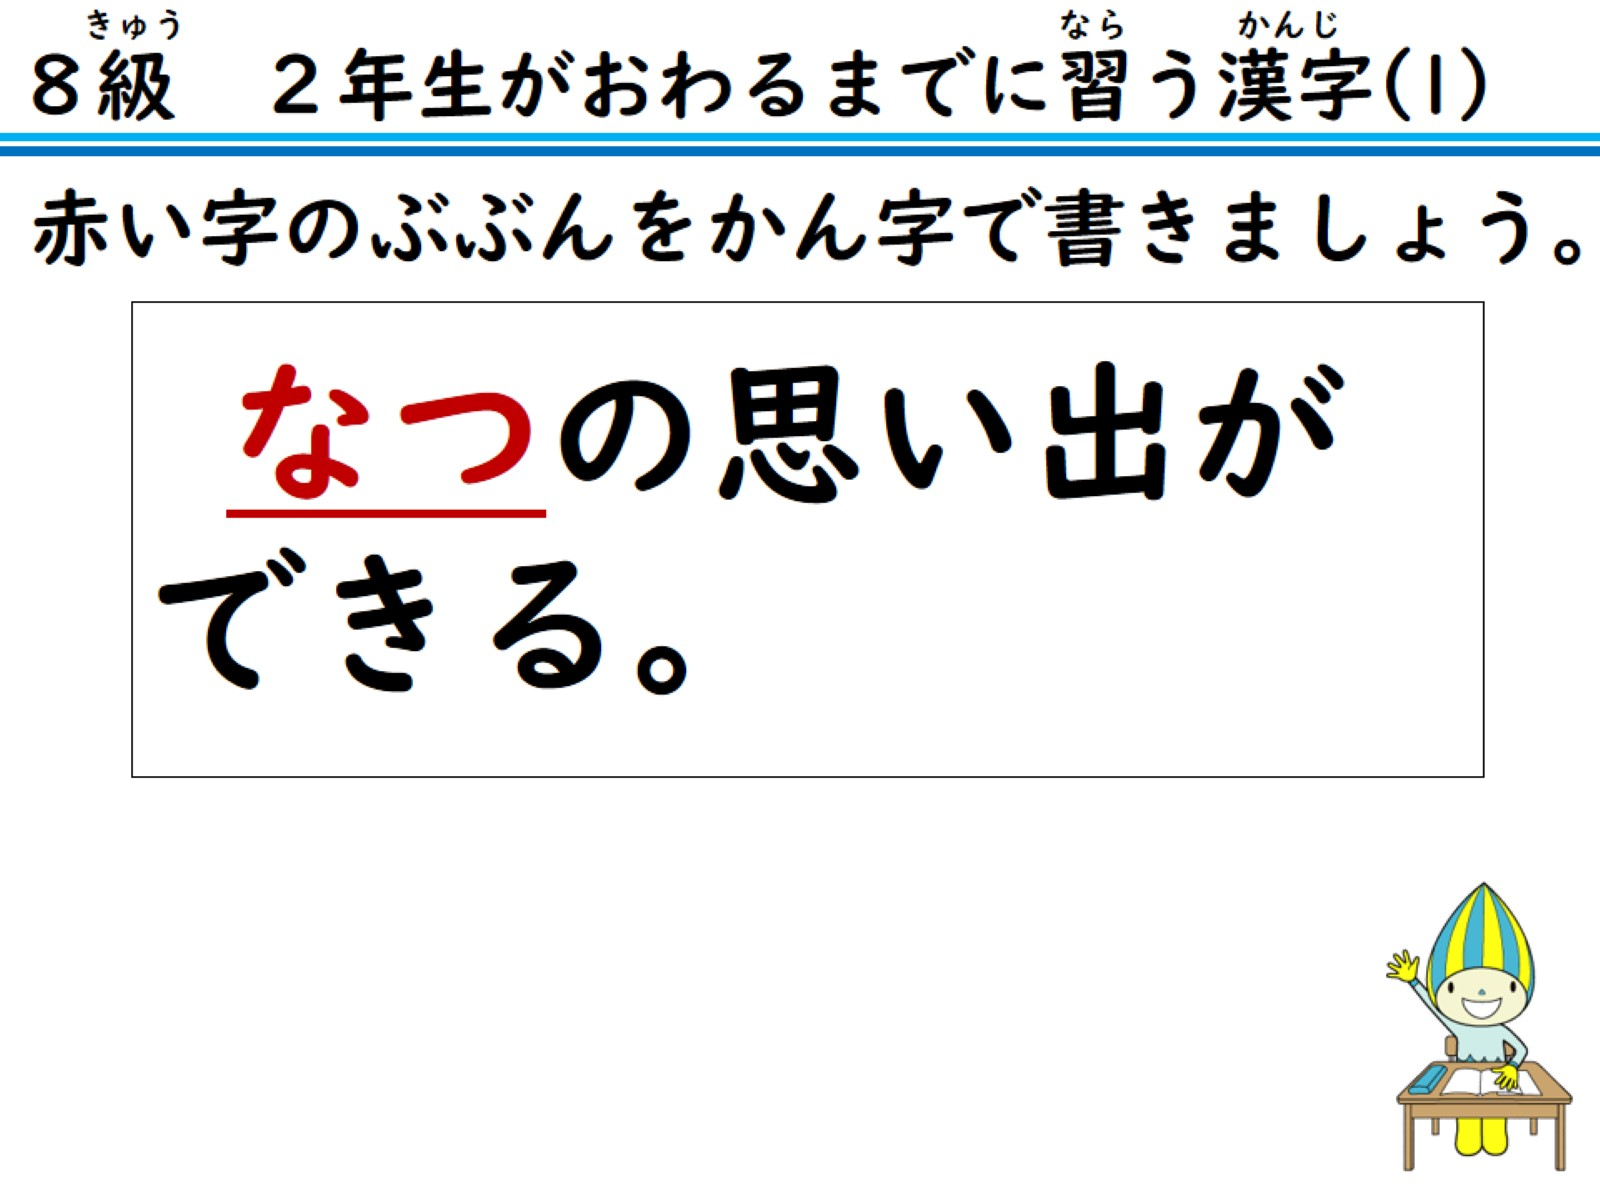 きゅう なら かんじ
８級　２年生がおわるまでに習う漢字(1)
赤い字のぶぶんをかん字で書きましょう。
なつの思い出が
できる。